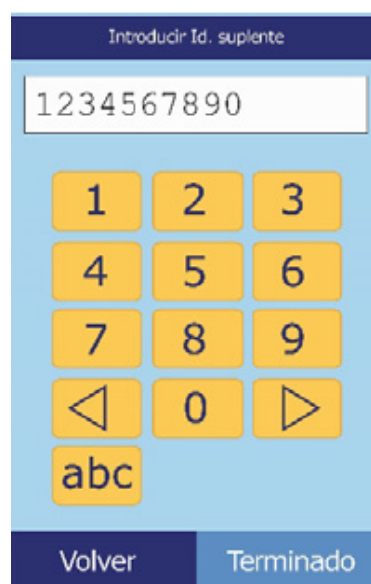 Introducir Id. suplente
1234567890
1 2 3
4 5 6
7 8 9
0
abc
Volver Terminado